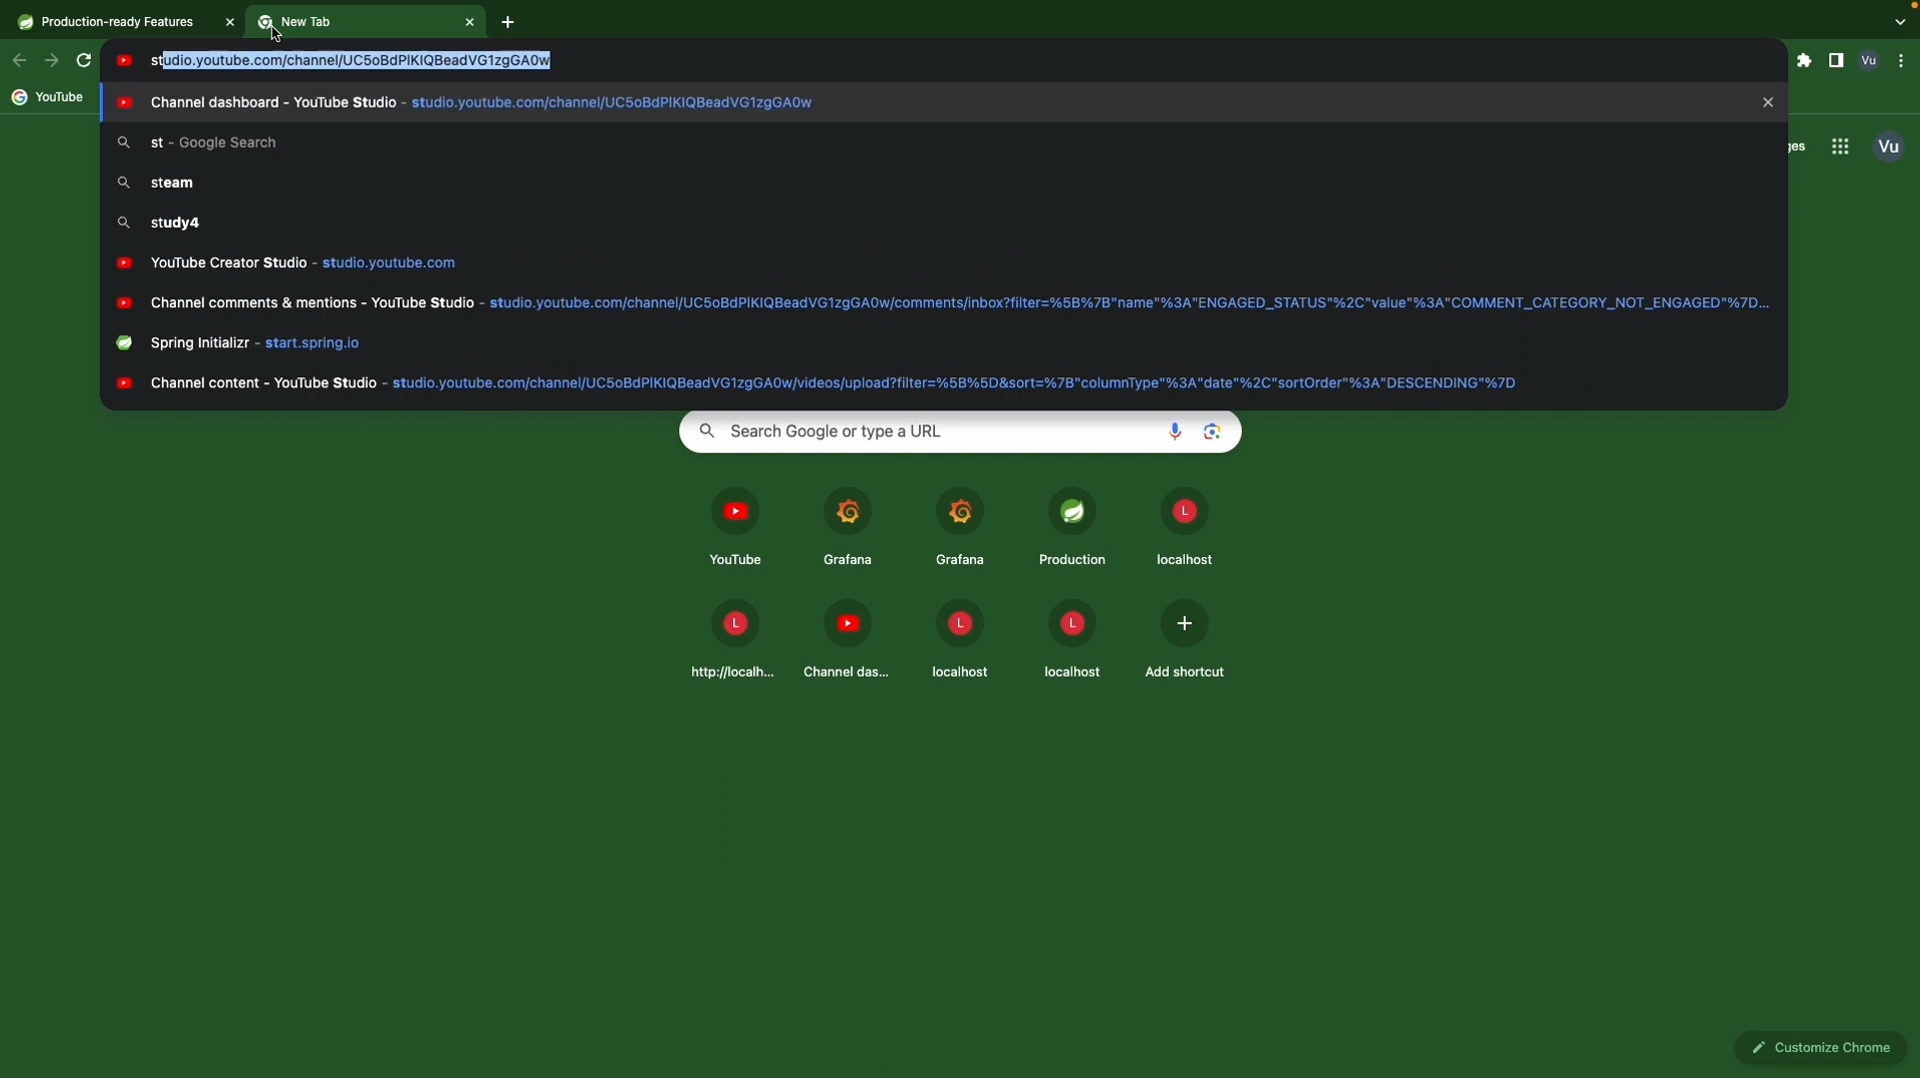 Production-ready Features
New Tab
studio.youtube.com/channel/UC5oBdPlKIQBeadVG1zgGA0w
Vu
YouTube
Channel dashboard - YouTube Studio - studio.youtube.com/channel/UC5oBdPlKIQBeadVG1zgGA0w
st - Google Search
ges
Vu
steam
study4
YouTube Creator Studio - studio.youtube.com
Channel comments & mentions - YouTube Studio - studio.youtube.com/channel/UC5oBdPlKIQBeadVG1zgGA0w/comments/inbox?filter=%5B%7B"name"%3A"ENGAGED_STATUS"%2C"value"%3A"COMMENT_CATEGORY_NOT_ENGAGED"%7D...
Spring Initializr - start.spring.io
Channel content - YouTube Studio - studio.youtube.com/channel/UC5oBdPlKIQBeadVG1zgGA0w/videos/upload?filter=%5B%5D&sort=%7B"columnType"%3A"date"%2C"sortOrder"%3A"DESCENDING"%7D
Search Google or type a URL
YouTube
Grafana
Grafana
Production
L
localhost
L
http://localh...
Channel das...
L
localhost
L
localhost
Add shortcut
Customize Chrome